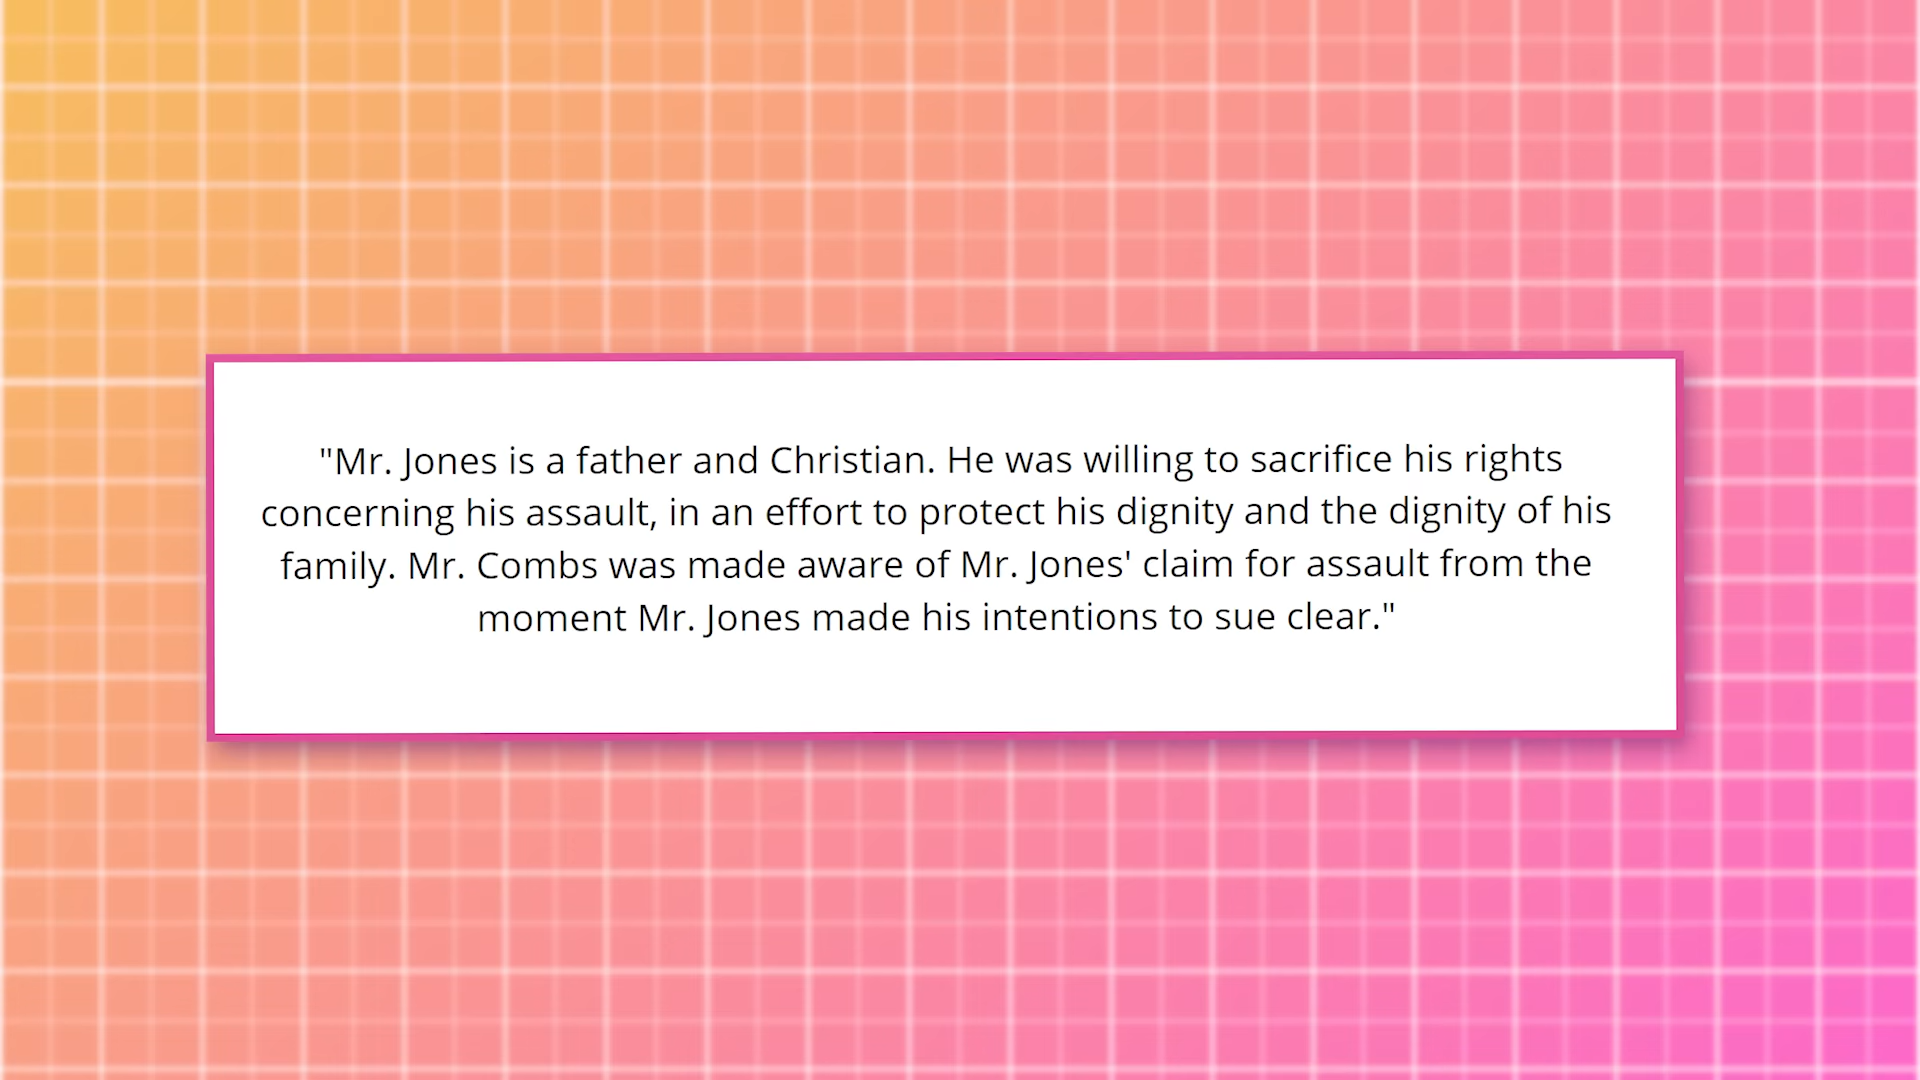 "Mr. Jones is a father and Christian. He was willing to sacrifice his rights
concerning his assault, in an effort to protect his dignity and the dignity of his
family. Mr. Combs was made aware of Mr. Jones' claim for assault from the
moment Mr. Jones made his intentions to sue clear."